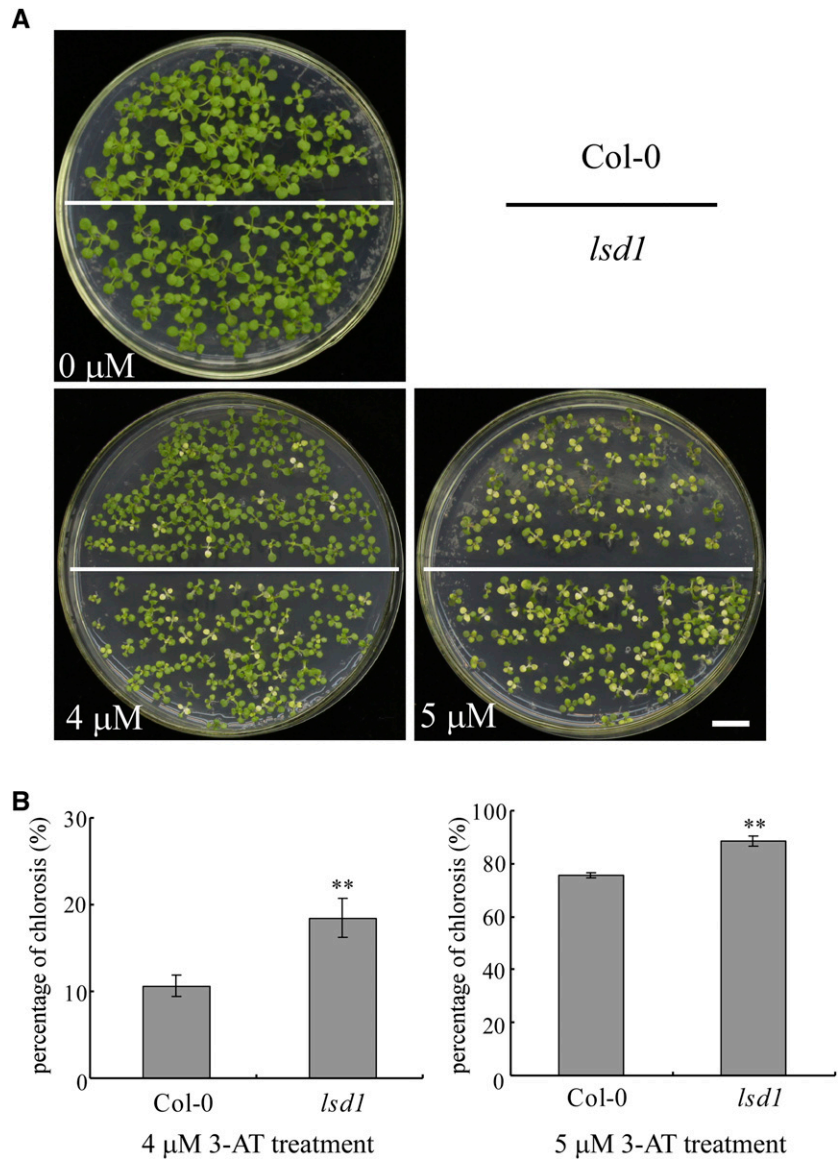 A
Col-0
lsd1
0 μM
4 μM
5 μM
B
percentage of chlorosis (%)
30
20
10
0
**
Col-0
lsd1
4 μM 3-AT treatment
percentage of chlorosis (%)
100
80
60
40
20
0
**
Col-0
lsd1
5 μM 3-AT treatment